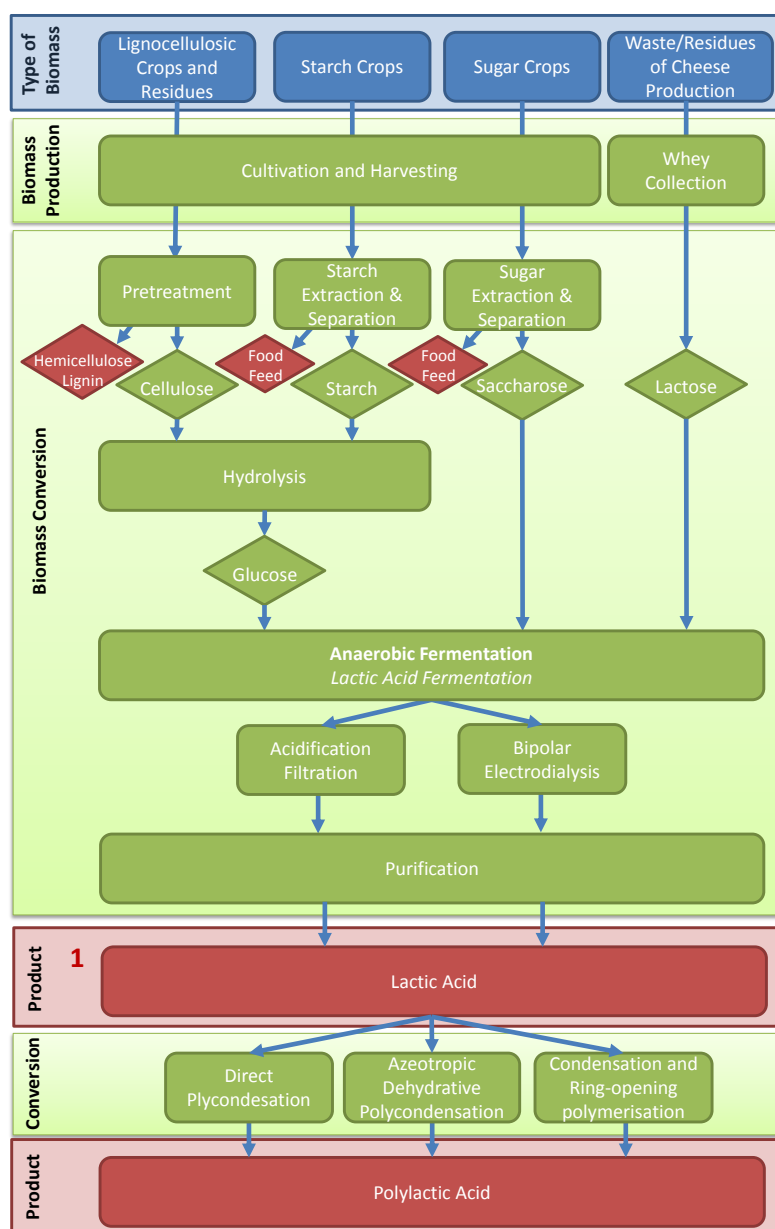 Type of
Biomass
Lignocellulosic
Crops and
Residues
Starch Crops
Sugar Crops
Waste/Residues
of Cheese
Production
Biomass
Production
Cultivation and Harvesting
Whey
Collection
Biomass Conversion
Pretreatment
Starch
Extraction &
Separation
Sugar
Extraction &
Separation
Hemicellulose
Lignin
Cellulose
Food
Feed
Starch
Food
Feed
Saccharose
Lactose
Hydrolysis
Glucose
Anaerobic Fermentation
Lactic Acid Fermentation
Acidification
Filtration
Bipolar
Electrodialysis
Purification
Product
1
Lactic Acid
Conversion
Direct
Plycondesation
Azeotropic
Dehydrative
Polycondensation
Condensation and
Ring-opening
polymerisation
Product
Polylactic Acid